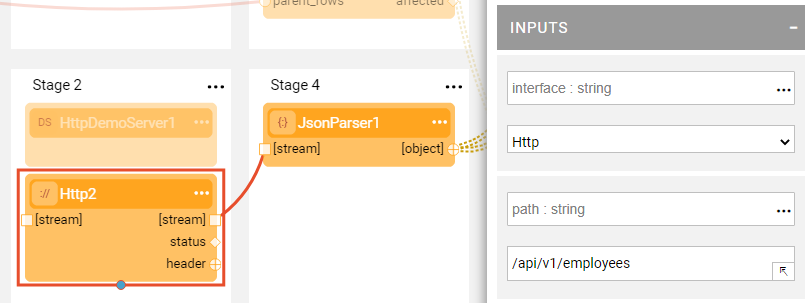 parent_rows affected
Stage 2
DS HttpDemoServer1
:// Http2
[stream] [stream]
status
header
Stage 4
{;} JsonParser1
[stream] [object]
INPUTS
interface : string
Http
path : string
/api/v1/employees